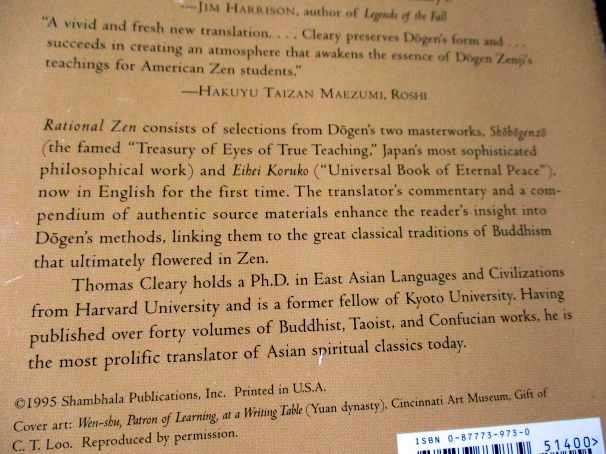 —JIM HARRISON, author of Legends of the Fall
"A vivid and fresh new translation. . . . Cleary preserves Dōgen's form and . . .
succeeds in creating an atmosphere that awakens the essence of Dōgen Zenji's
teachings for American Zen students."
—HAKUYU TAIZAN MAEZUMI, ROSHI
Rational Zen consists of selections from Dōgen's two masterworks, Shōbōgenzō
(the famed "Treasury of Eyes of True Teaching," Japan's most sophisticated
philosophical work) and Eihei Koruko ("Universal Book of Eternal Peace"),
now in English for the first time. The translator's commentary and a com-
pendium of authentic source materials enhance the reader's insight into
Dōgen's methods, linking them to the great classical traditions of Buddhism
that ultimately flowered in Zen.
Thomas Cleary holds a Ph.D. in East Asian Languages and Civilizations
from Harvard University and is a former fellow of Kyoto University. Having
published over forty volumes of Buddhist, Taoist, and Confucian works, he is
the most prolific translator of Asian spiritual classics today.
©1995 Shambhala Publications, Inc. Printed in U.S.A.
Cover art: Wen-shu, Patron of Learning, at a Writing Table (Yuan dynasty). Cincinnati Art Museum, Gift of
C. T. Loo. Reproduced by permission.
ISBN 0-87773-973-0
51400>